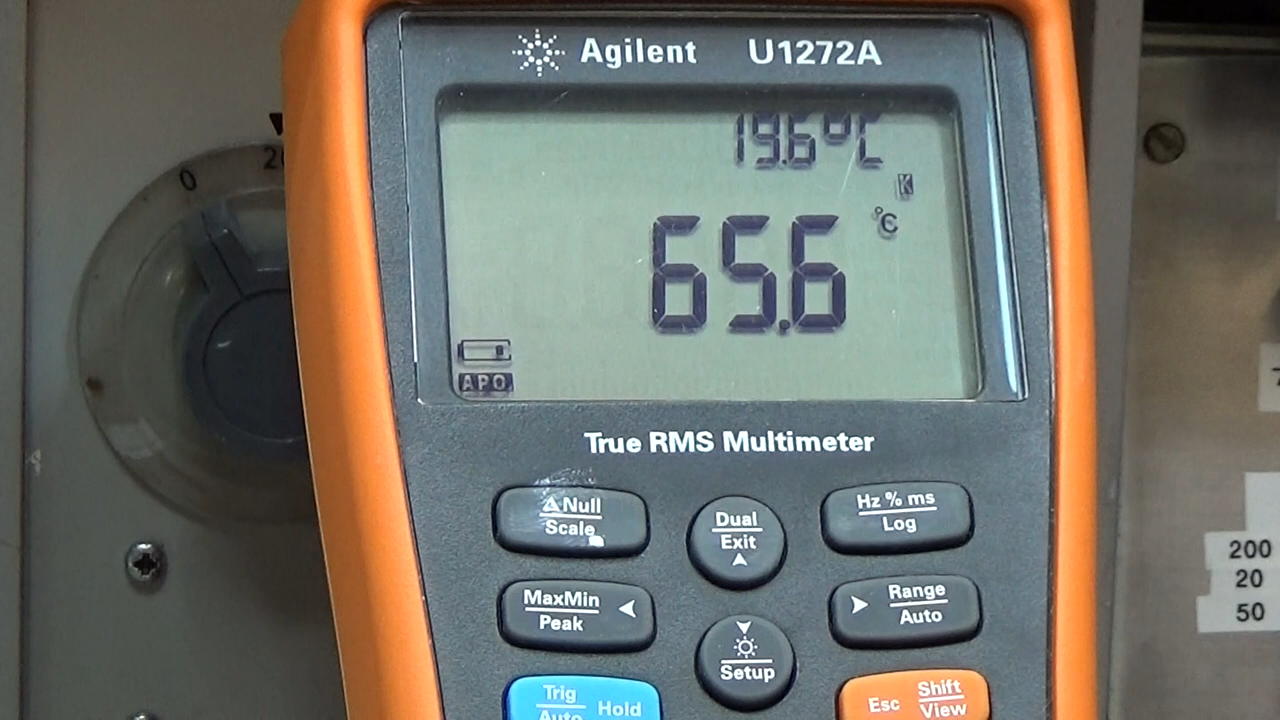 Agilent U1272A
19.6°C
K
°C
65.6
APO
True RMS Multimeter
△Null
Scale
Dual
Exit
Hz % ms
Log
MaxMin
Peak
Range
Auto
Setup
Trig
Auto
Hold
Esc
Shift
View
0
200
20
50